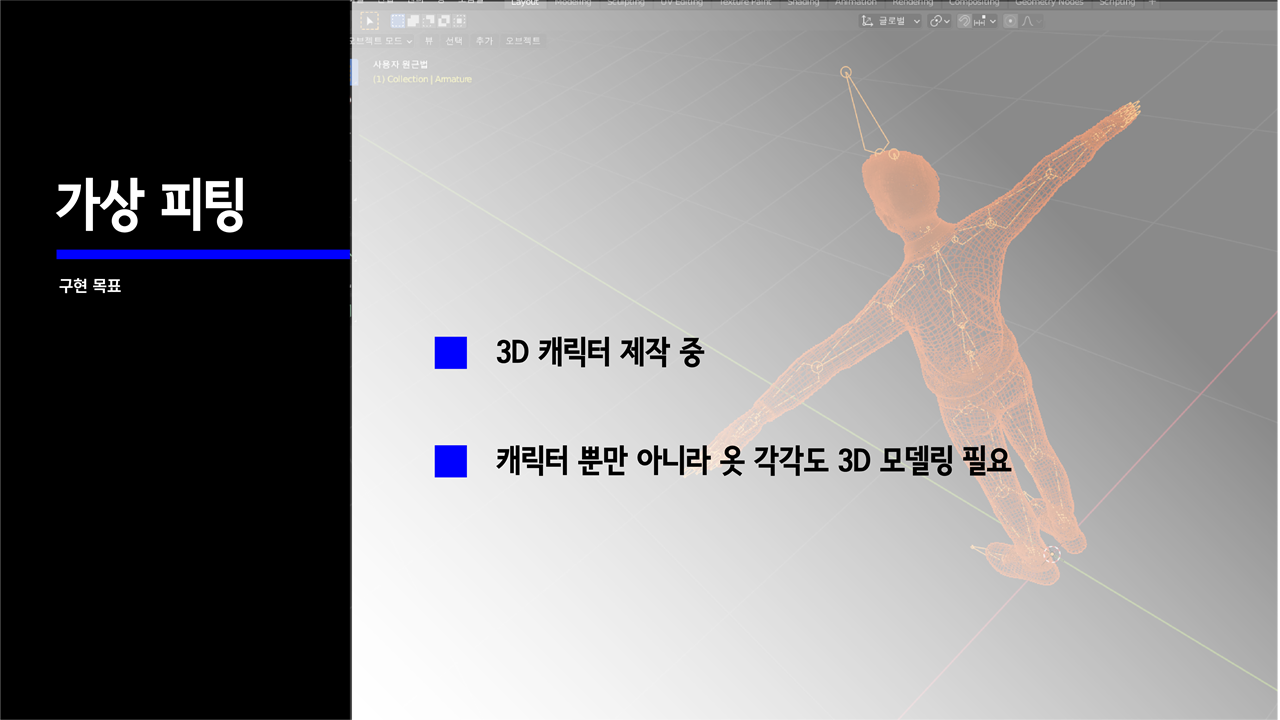 Layout Modeling Sculpting UV Editing Texture Paint Shading Animation Rendering Compositing Geometry Nodes Scripting +
글로벌
오브젝트 모드 뷰 선택 추가 오브젝트
사용자 원근법
(1) Collection | Armature
가상 피팅
구현 목표
3D 캐릭터 제작 중
캐릭터 뿐만 아니라 옷 각각도 3D 모델링 필요